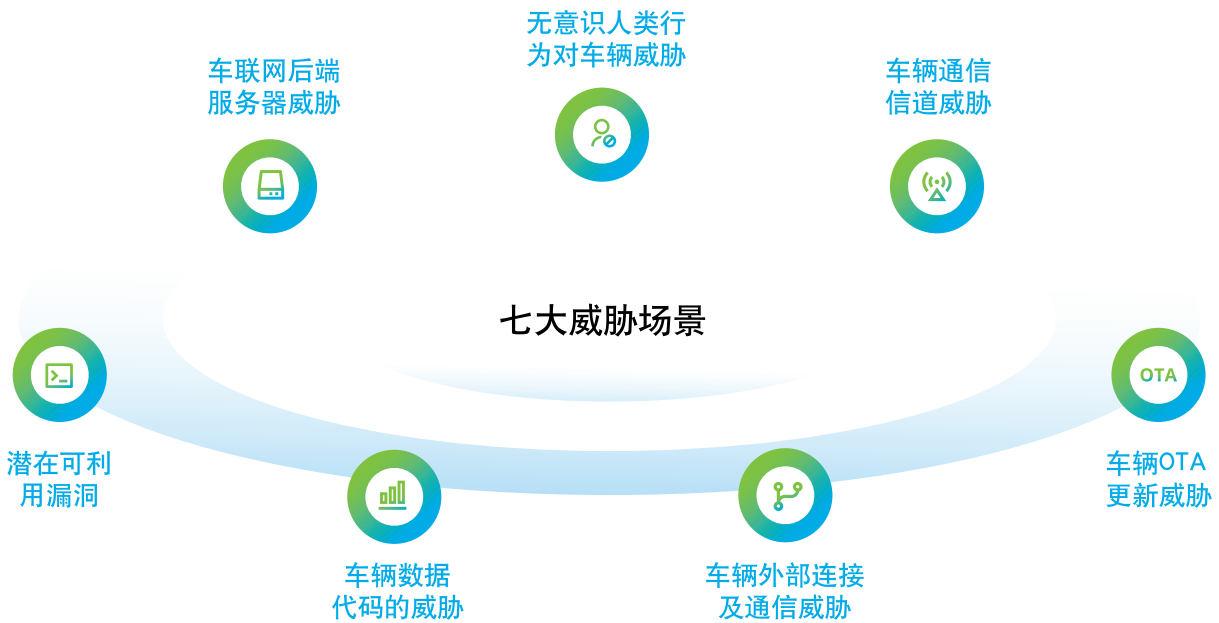 无意识人类行
为对车辆威胁
车联网后端
服务器威胁
车辆通信
信道威胁
七大威胁场景
OTA
潜在可利
用漏洞
车辆OTA
更新威胁
车辆数据
代码的威胁
车辆外部连接
及通信威胁